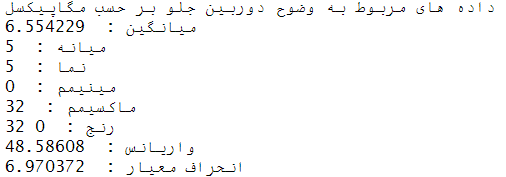 داده های مربوط به وضوح دوربین جلو بر حسب مگاپیکسل
میانگین : 6.554229
میانه : 5
نما : 5
مینیمم : 0
ماکسیمم : 32
رنج : 0 32
واریانس : 48.58608
انحراف معیار : 6.970372